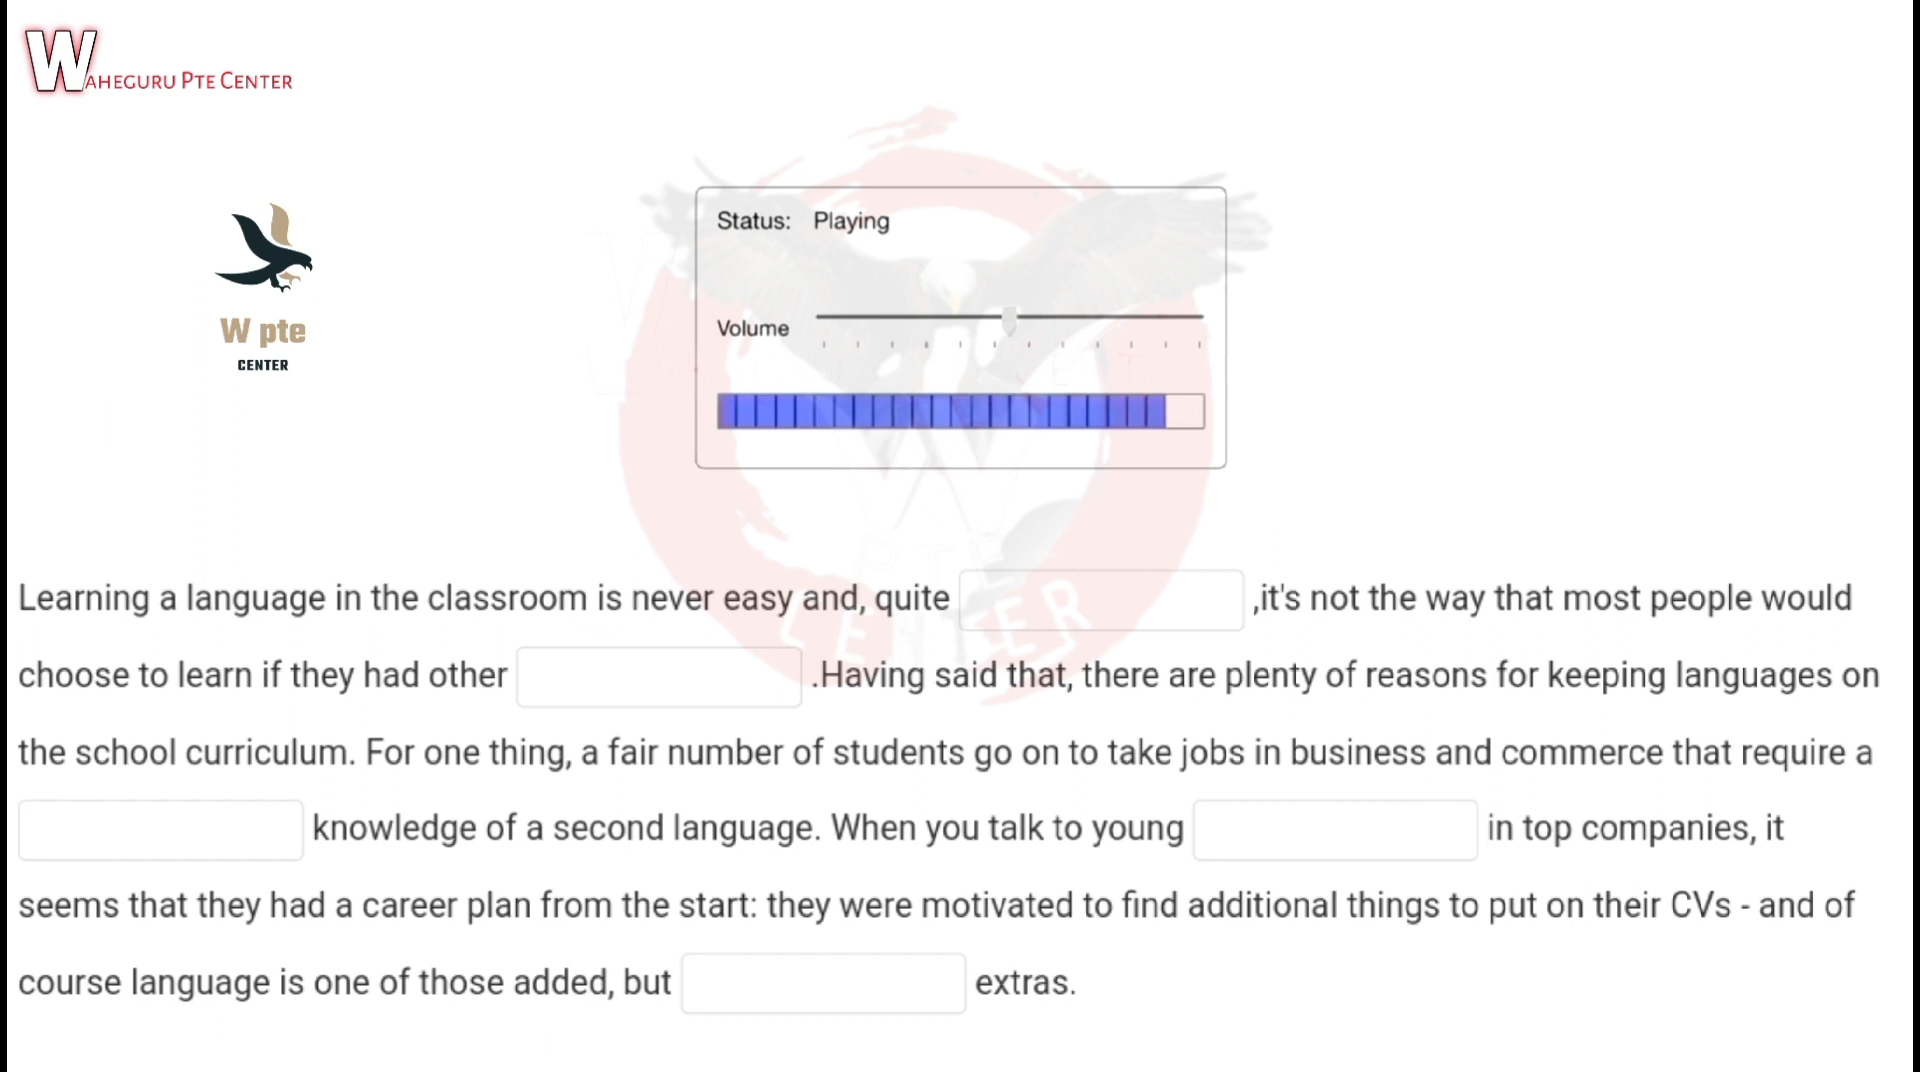 WAHEGURU PTE CENTER
W pte
CENTER
Status: Playing
Volume
Learning a language in the classroom is never easy and, quite ,it's not the way that most people would
choose to learn if they had other .Having said that, there are plenty of reasons for keeping languages on
the school curriculum. For one thing, a fair number of students go on to take jobs in business and commerce that require a
knowledge of a second language. When you talk to young in top companies, it
seems that they had a career plan from the start: they were motivated to find additional things to put on their CVs - and of
course language is one of those added, but extras.
W
PTE
CENTER